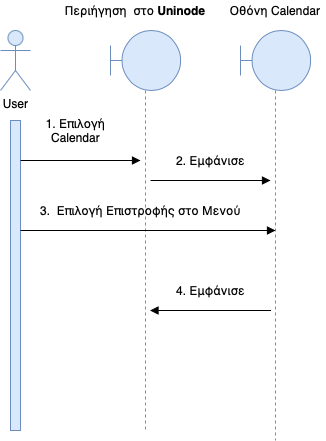 Περιήγηση στο Uninode
Οθόνη Calendar
User
1. Επιλογή
Calendar
2. Εμφάνισε
3. Επιλογή Επιστροφής στο Μενού
4. Εμφάνισε